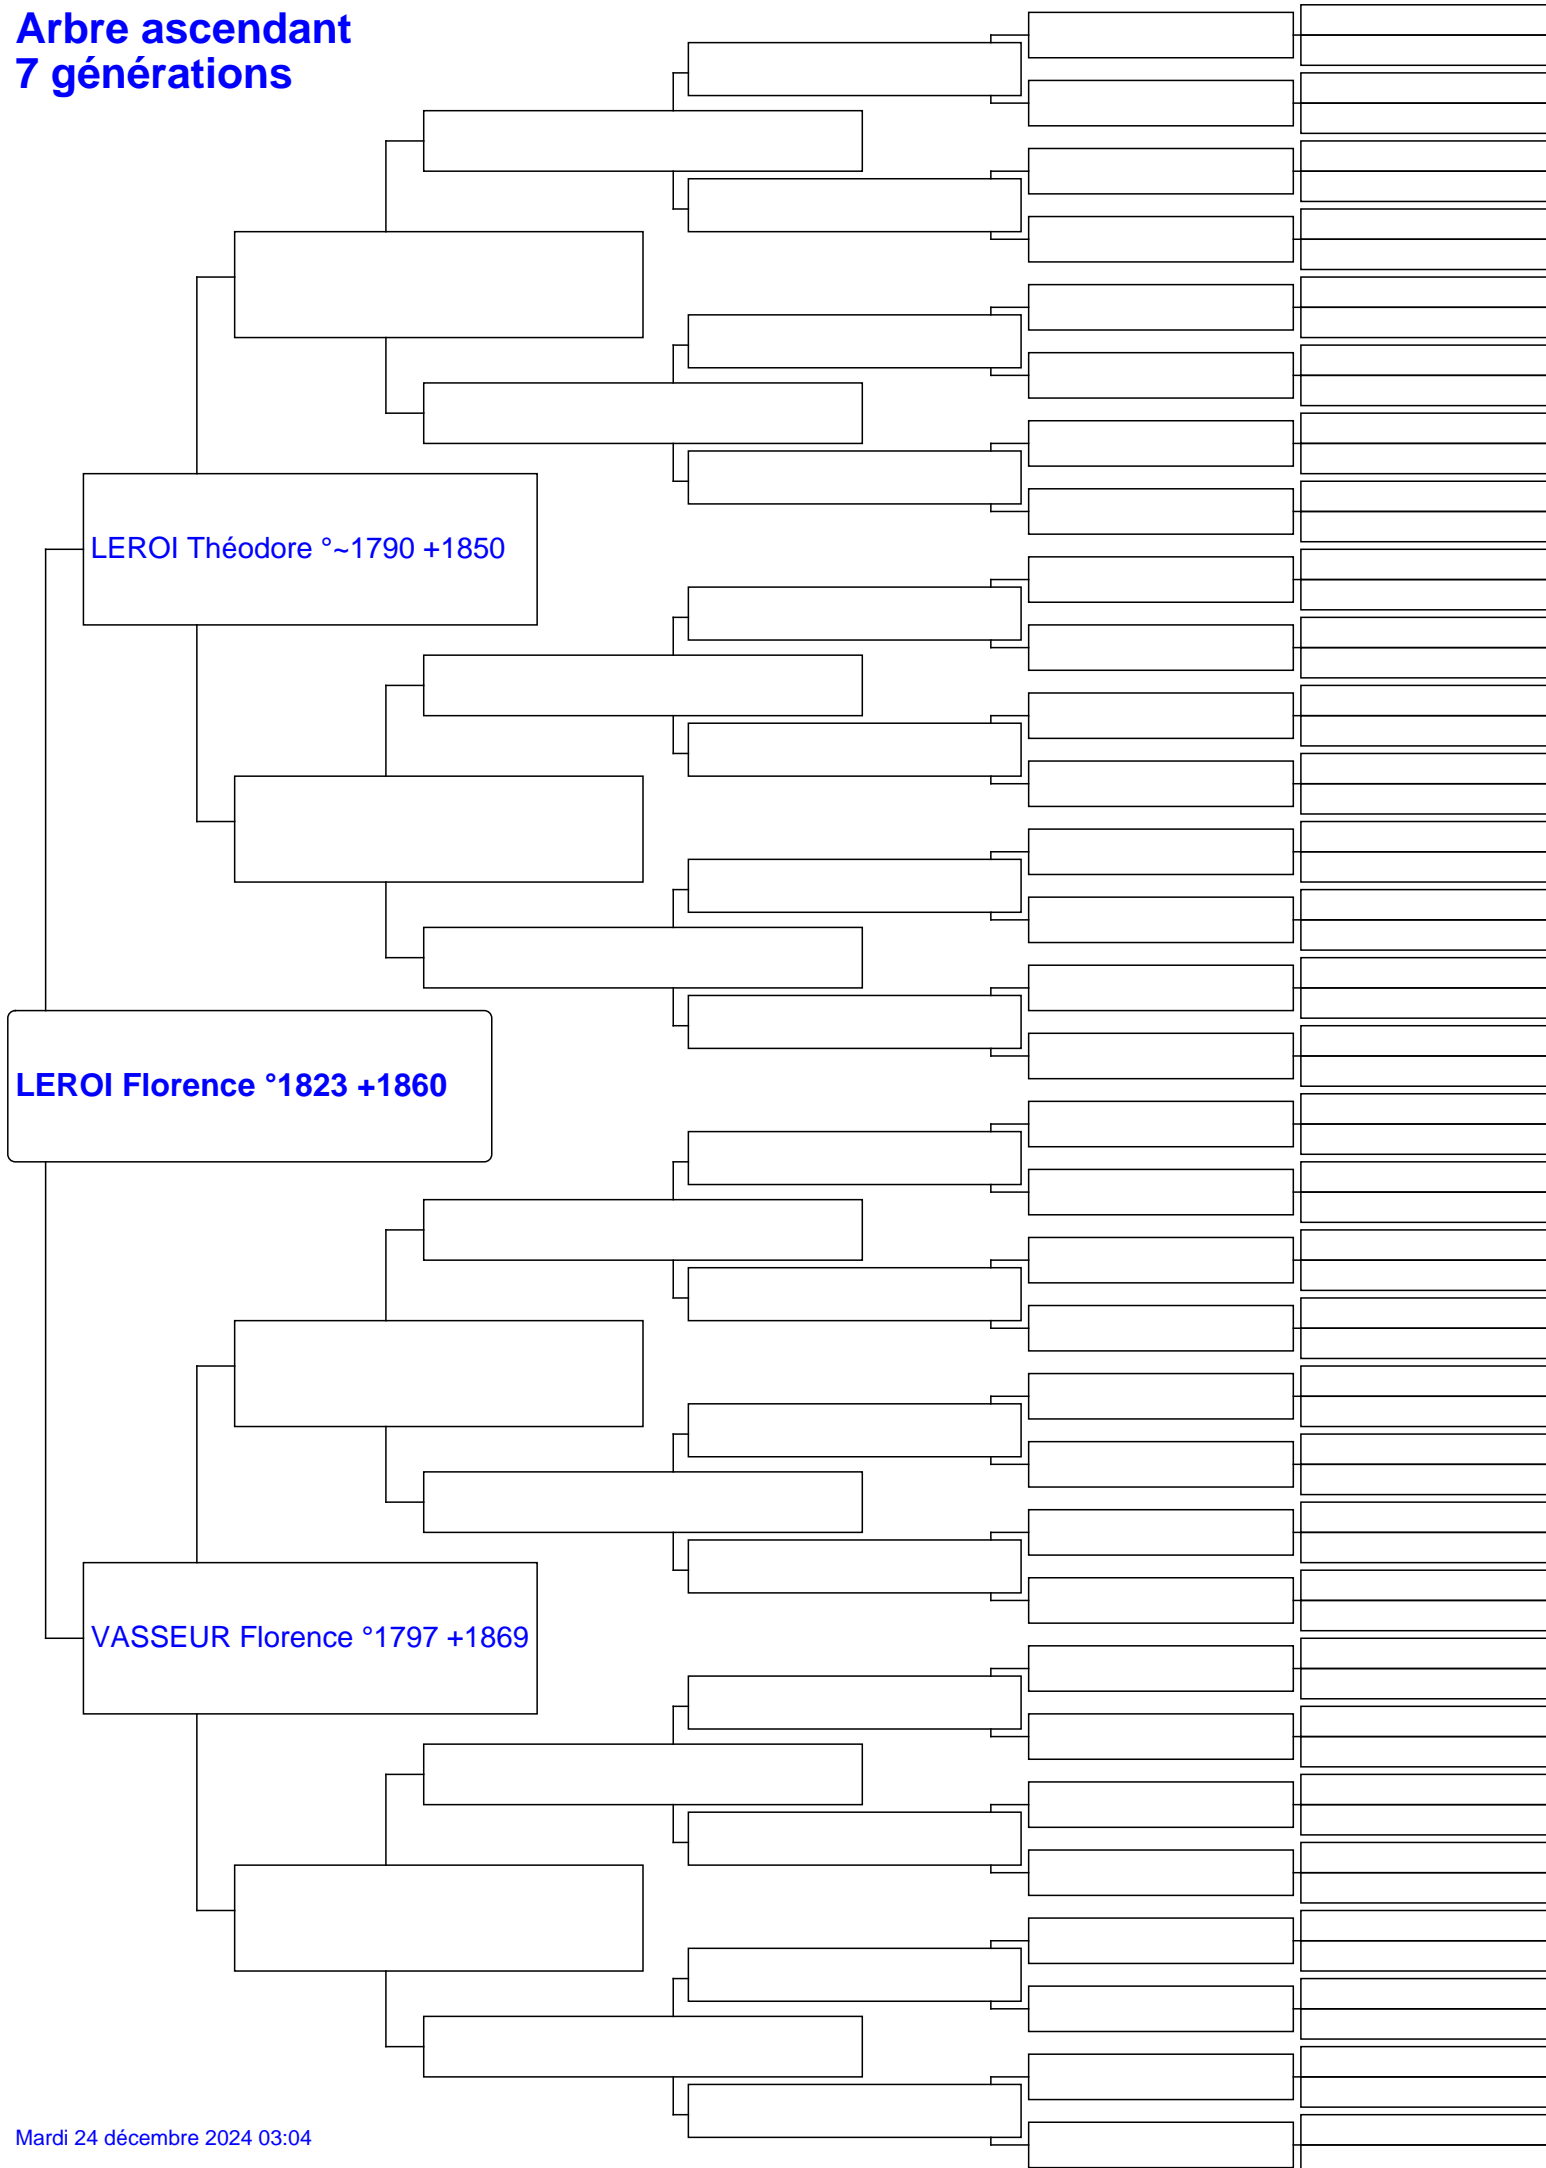 Arbre ascendant
7 générations
LEROI Théodore °~1790 +1850
LEROI Florence °1823 +1860
VASSEUR Florence °1797 +1869
Mardi 24 décembre 2024 03:04